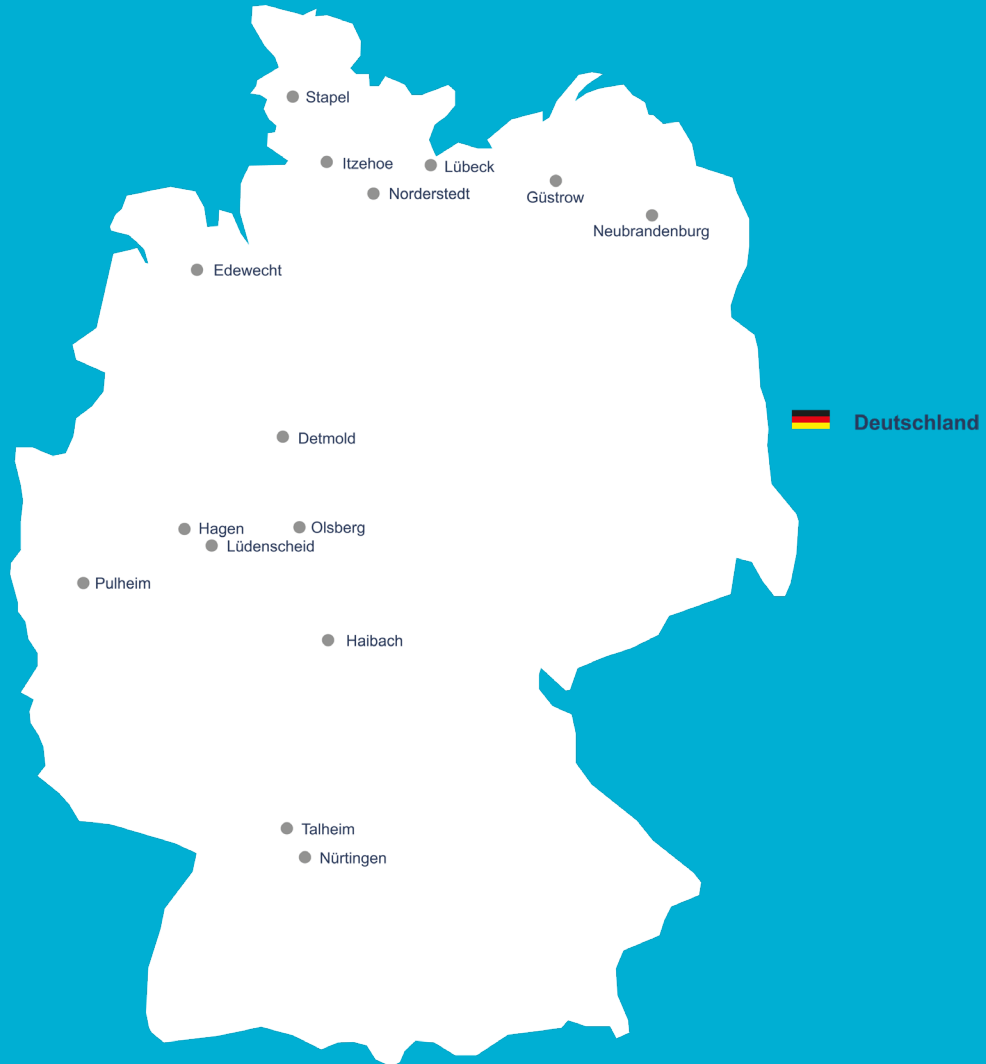 Stapel
Itzehoe
Lübeck
Norderstedt
Güstrow
Neubrandenburg
Edewecht
Deutschland
Detmold
Hagen
Olsberg
Lüdenscheid
Pulheim
Haibach
Talheim
Nürtingen